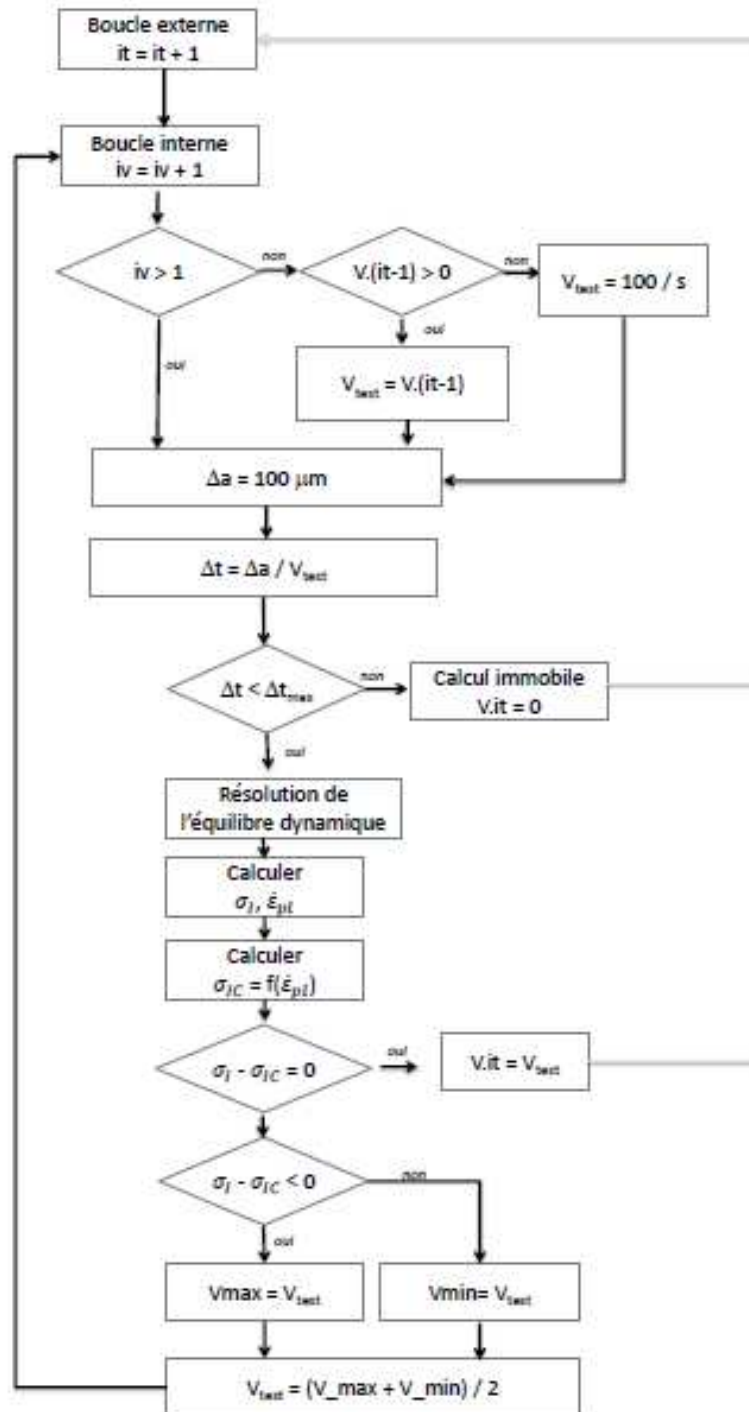 Boucle externe
it = it + 1
Boucle interne
iv = iv + 1
iv > 1
non
V.(it-1) > 0
non
V_test = 100 / s
oui
oui
V_test = V.(it-1)
Δa = 100 μm
Δt = Δa / V_test
Δt < Δt_max
non
Calcul immobile
V.it = 0
oui
Résolution de
l'équilibre dynamique
Calculer
σ_I, ε̇_pl
Calculer
σ_IC = f(ε̇_pl)
σ_I - σ_IC = 0
oui
V.it = V_test
σ_I - σ_IC < 0
non
oui
Vmax = V_test
Vmin= V_test
V_test = (V_max + V_min) / 2